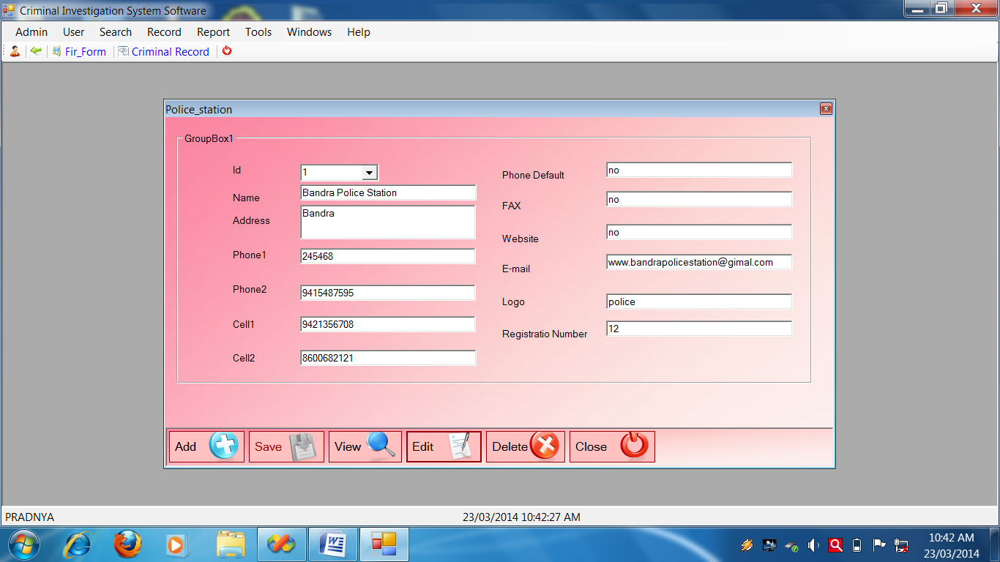 Criminal Investigation System Software
Admin User Search Record Report Tools Windows Help
Fir_Form Criminal Record
Police_station
GroupBox1
Id 1
Name Bandra Police Station
Address Bandra
Phone1 245468
Phone2 9415487595
Cell1 9421356708
Cell2 8600682121
Phone Default no
FAX no
Website no
E-mail www.bandrapolicestation@gimal.com
Logo police
Registratio Number 12
Add Save View Edit Delete Close
PRADNYA 23/03/2014 10:42:27 AM
10:42 AM
23/03/2014